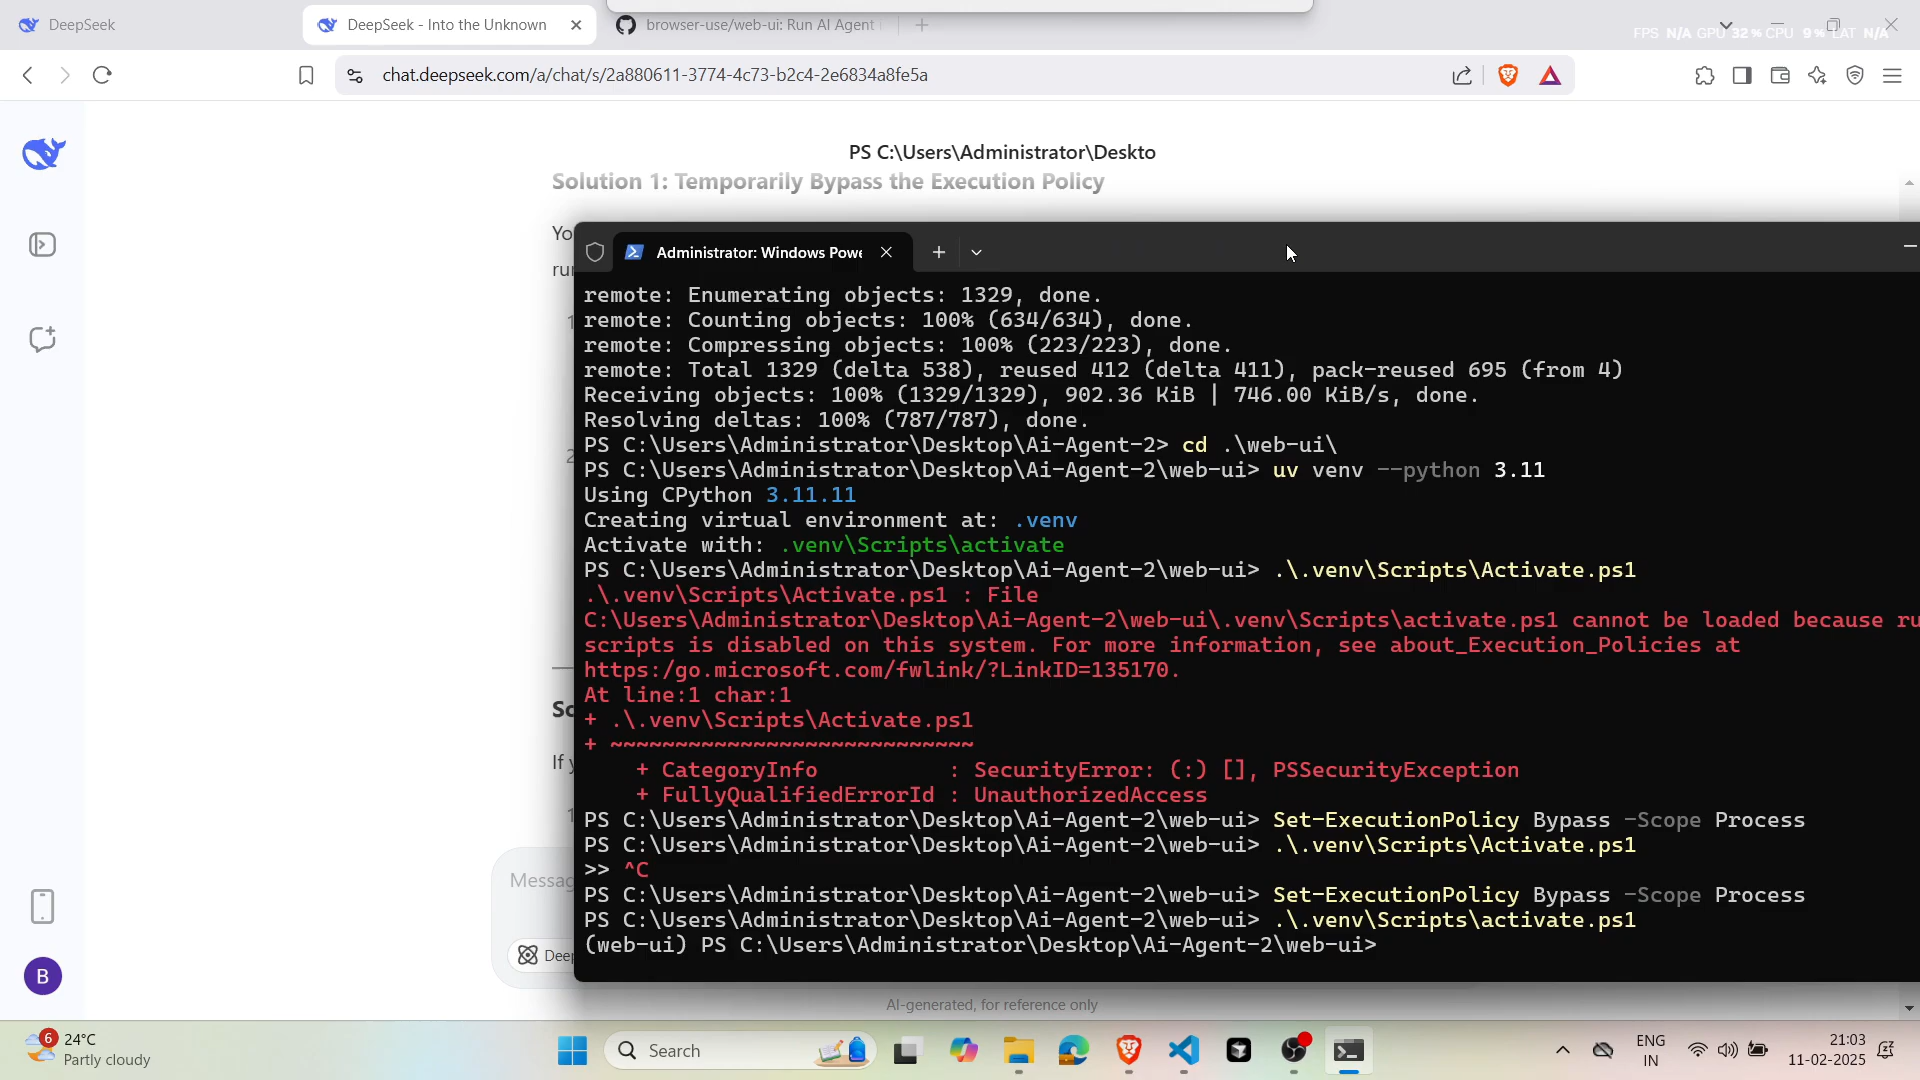 DeepSeek
DeepSeek - Into the Unknown
browser-use/web-ui: Run AI Agent
FPS N/A GPU 32 % CPU 9 % LAT N/A
chat.deepseek.com/a/chat/s/2a880611-3774-4c73-b2c4-2e6834a8fe5a
PS C:\Users\Administrator\Deskto
Solution 1: Temporarily Bypass the Execution Policy
Administrator: Windows Powe
remote: Enumerating objects: 1329, done.
remote: Counting objects: 100% (634/634), done.
remote: Compressing objects: 100% (223/223), done.
remote: Total 1329 (delta 538), reused 412 (delta 411), pack-reused 695 (from 4)
Receiving objects: 100% (1329/1329), 902.36 KiB | 746.00 KiB/s, done.
Resolving deltas: 100% (787/787), done.
PS C:\Users\Administrator\Desktop\Ai-Agent-2> cd .\web-ui\
PS C:\Users\Administrator\Desktop\Ai-Agent-2\web-ui> uv venv --python 3.11
Using CPython 3.11.11
Creating virtual environment at: .venv
Activate with: .venv\Scripts\activate
PS C:\Users\Administrator\Desktop\Ai-Agent-2\web-ui> .\.venv\Scripts\Activate.ps1
.\.venv\Scripts\Activate.ps1 : File
C:\Users\Administrator\Desktop\Ai-Agent-2\web-ui\.venv\Scripts\activate.ps1 cannot be loaded because ru
scripts is disabled on this system. For more information, see about_Execution_Policies at
https:/go.microsoft.com/fwlink/?LinkID=135170.
At line:1 char:1
+ .\.venv\Scripts\Activate.ps1
+ ~~~~~~~~~~~~~~~~~~~~~~~~~~~~
+ CategoryInfo : SecurityError: (:) [], PSSecurityException
+ FullyQualifiedErrorId : UnauthorizedAccess
PS C:\Users\Administrator\Desktop\Ai-Agent-2\web-ui> Set-ExecutionPolicy Bypass -Scope Process
PS C:\Users\Administrator\Desktop\Ai-Agent-2\web-ui> .\.venv\Scripts\Activate.ps1
>> ^C
PS C:\Users\Administrator\Desktop\Ai-Agent-2\web-ui> Set-ExecutionPolicy Bypass -Scope Process
PS C:\Users\Administrator\Desktop\Ai-Agent-2\web-ui> .\.venv\Scripts\activate.ps1
(web-ui) PS C:\Users\Administrator\Desktop\Ai-Agent-2\web-ui>
B
AI-generated, for reference only
6
24°C
Partly cloudy
Search
ENG
IN
21:03
11-02-2025